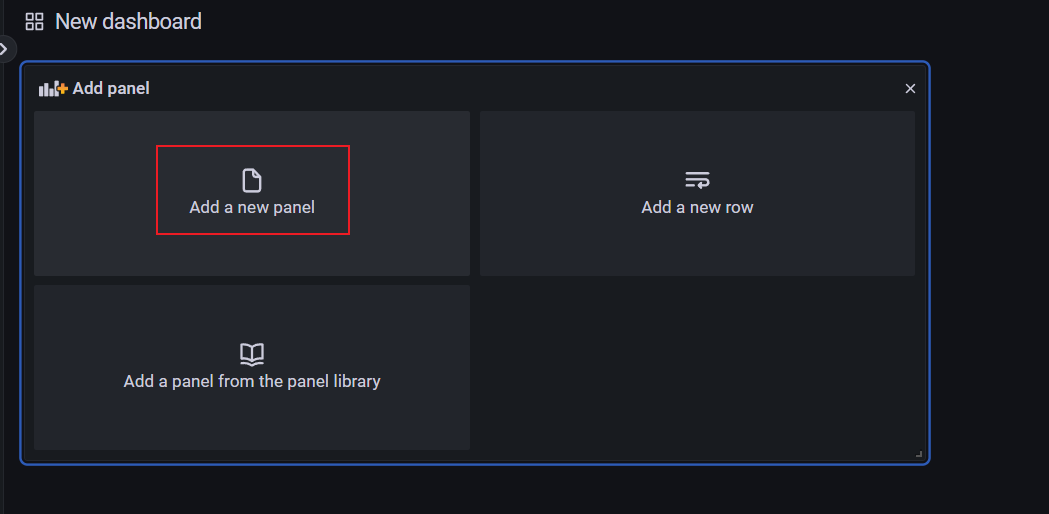 New dashboard
Add panel
Add a new panel
Add a new row
Add a panel from the panel library